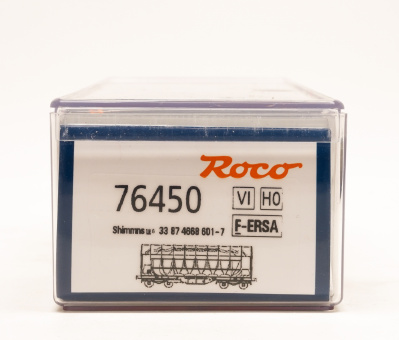 Roco
76450
VI H0
F-ERSA
Shimmns 33 87 4668 601-7